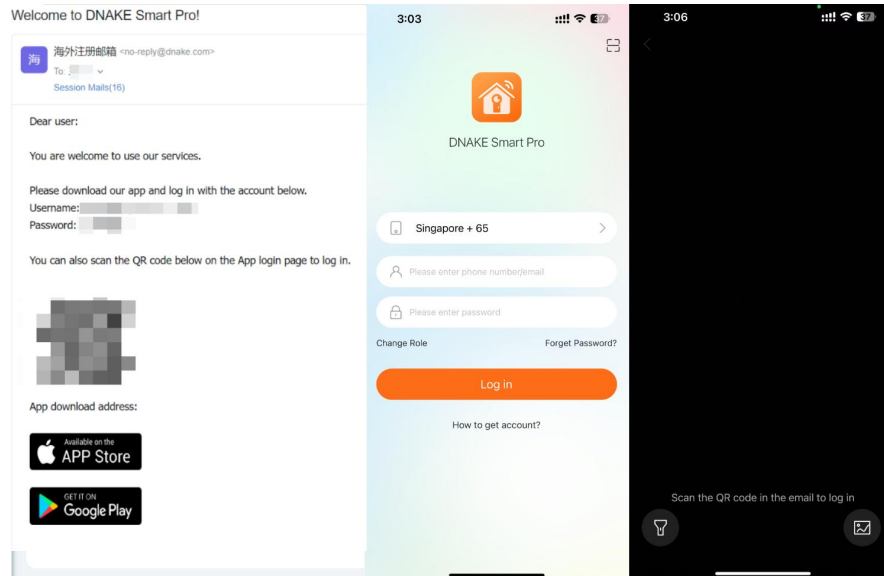 Welcome to DNAKE Smart Pro!
海
海外注册邮箱 <no-reply@dnake.com>
To:
Session Mails(16)
Dear user:
You are welcome to use our services.
Please download our app and log in with the account below.
Username:
Password:
You can also scan the QR code below on the App login page to log in.
App download address:
Available on the
APP Store
GET IT ON
Google Play
3:03
37
DNAKE Smart Pro
Singapore + 65
Please enter phone number/email
Please enter password
Change Role
Forget Password?
Log in
How to get account?
3:06
37
Scan the QR code in the email to log in